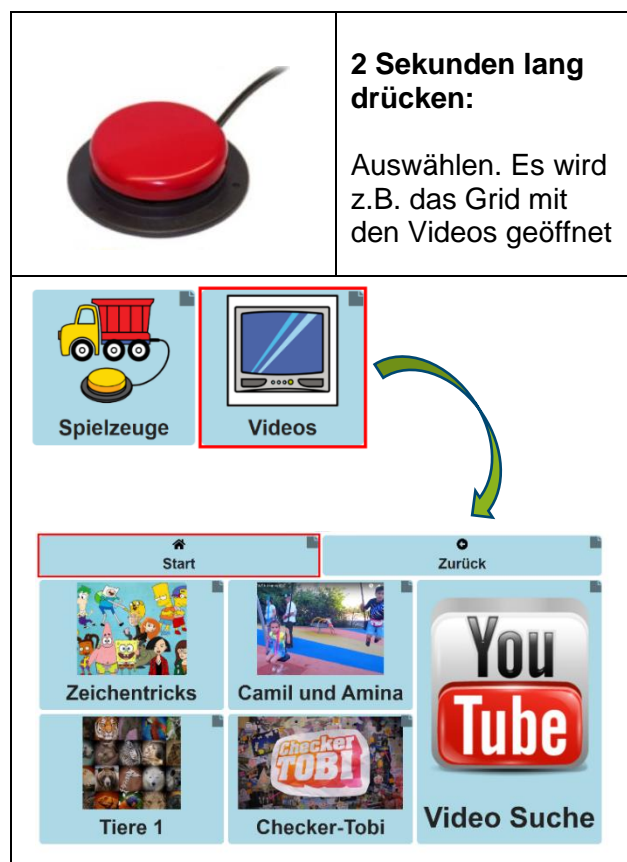 2 Sekunden lang
drücken:
Auswählen. Es wird
z.B. das Grid mit
den Videos geöffnet
Spielzeuge
Videos
Start
Zurück
Zeichentricks
Camil und Amina
You
Tube
Video Suche
Tiere 1
Checker
TOBI
Checker-Tobi